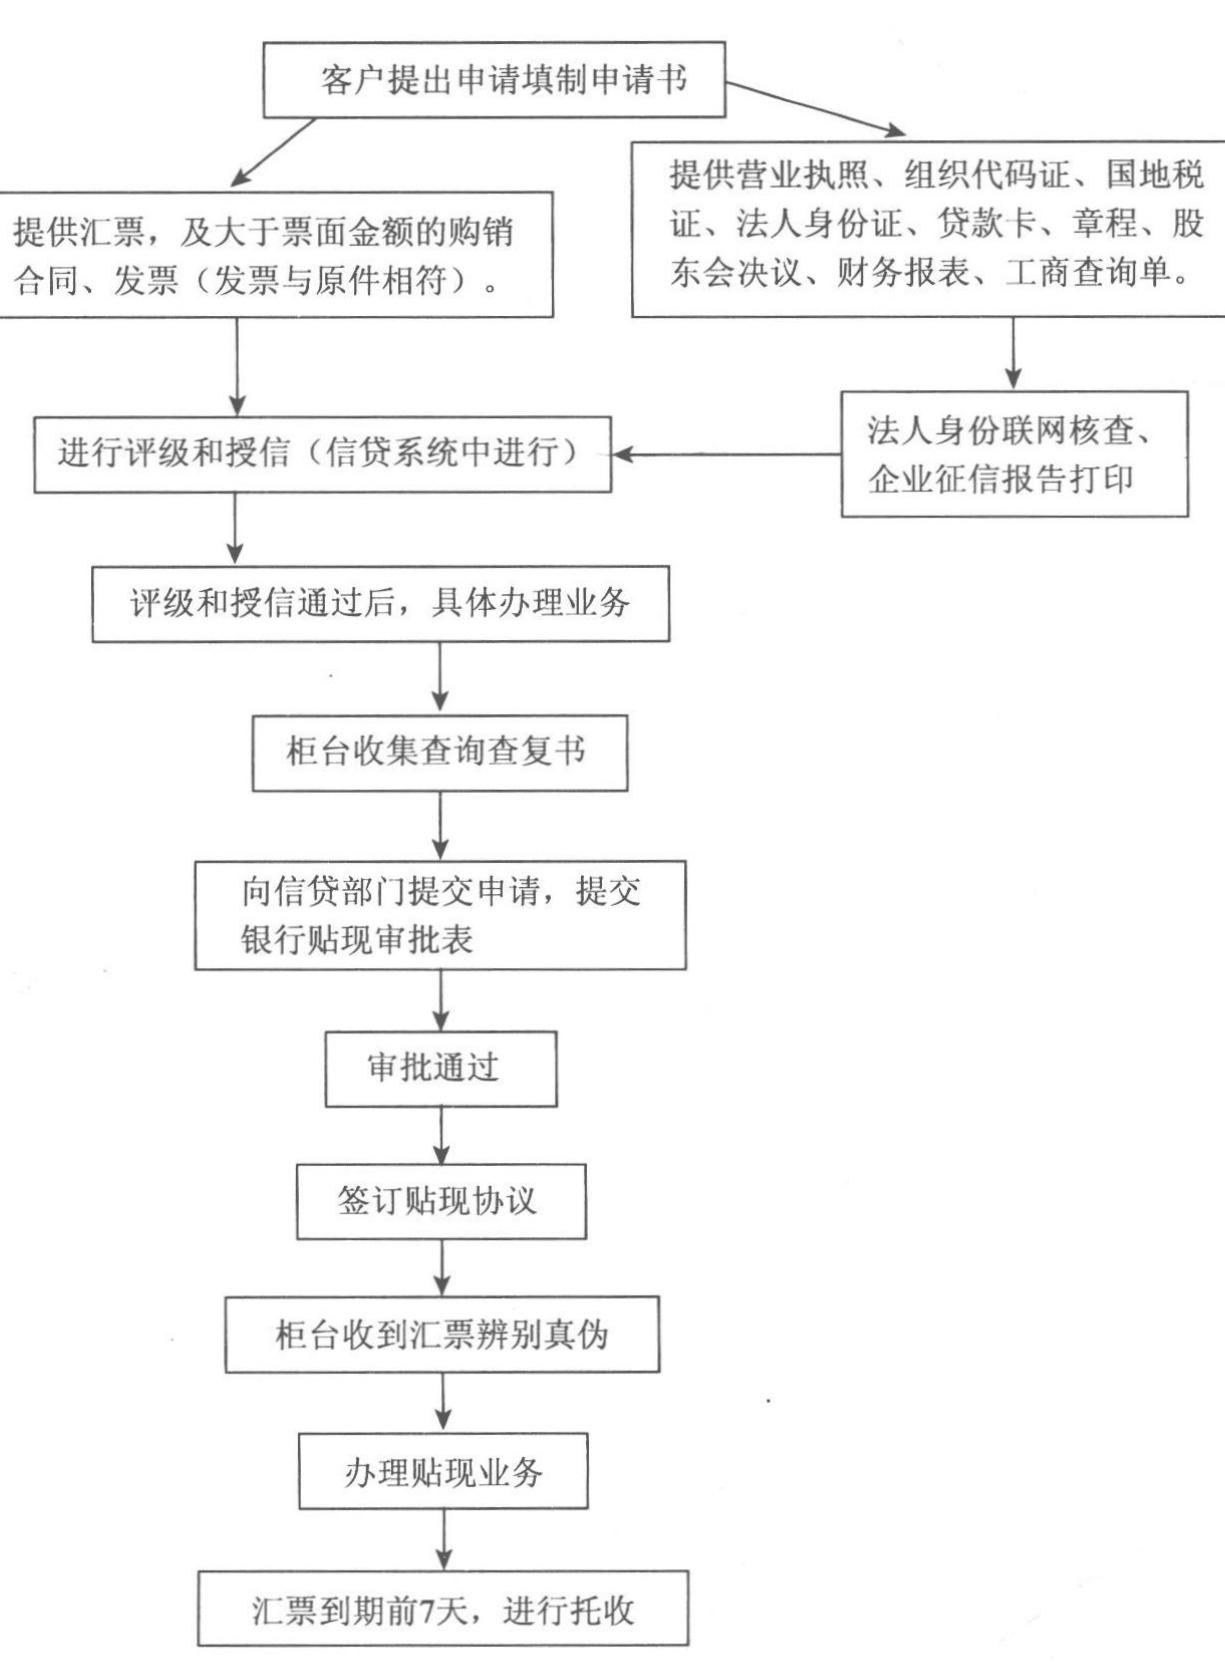 客户提出申请填制申请书
提供汇票，及大于票面金额的购销
合同、发票（发票与原件相符）。
提供营业执照、组织代码证、国地税
证、法人身份证、贷款卡、章程、股
东会决议、财务报表、工商查询单。
进行评级和授信（信贷系统中进行）
法人身份联网核查、
企业征信报告打印
评级和授信通过后，具体办理业务
柜台收集查询查复书
向信贷部门提交申请，提交
银行贴现审批表
审批通过
签订贴现协议
柜台收到汇票辨别真伪
办理贴现业务
汇票到期前7天，进行托收